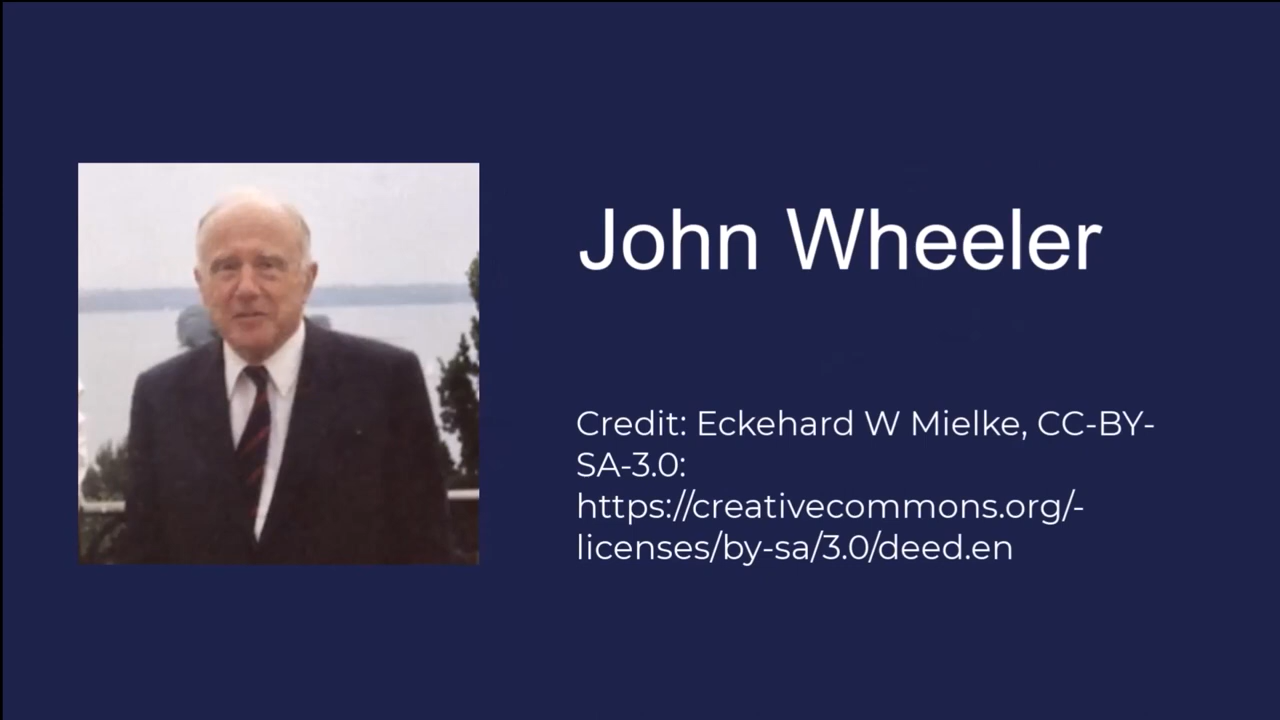 John Wheeler
Credit: Eckehard W Mielke, CC-BY-
SA-3.0:
https://creativecommons.org/-
licenses/by-sa/3.0/deed.en